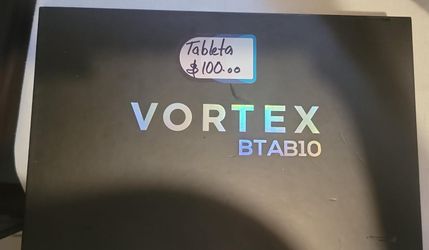 Tableta
$100.00
VORTEX
BTAB10